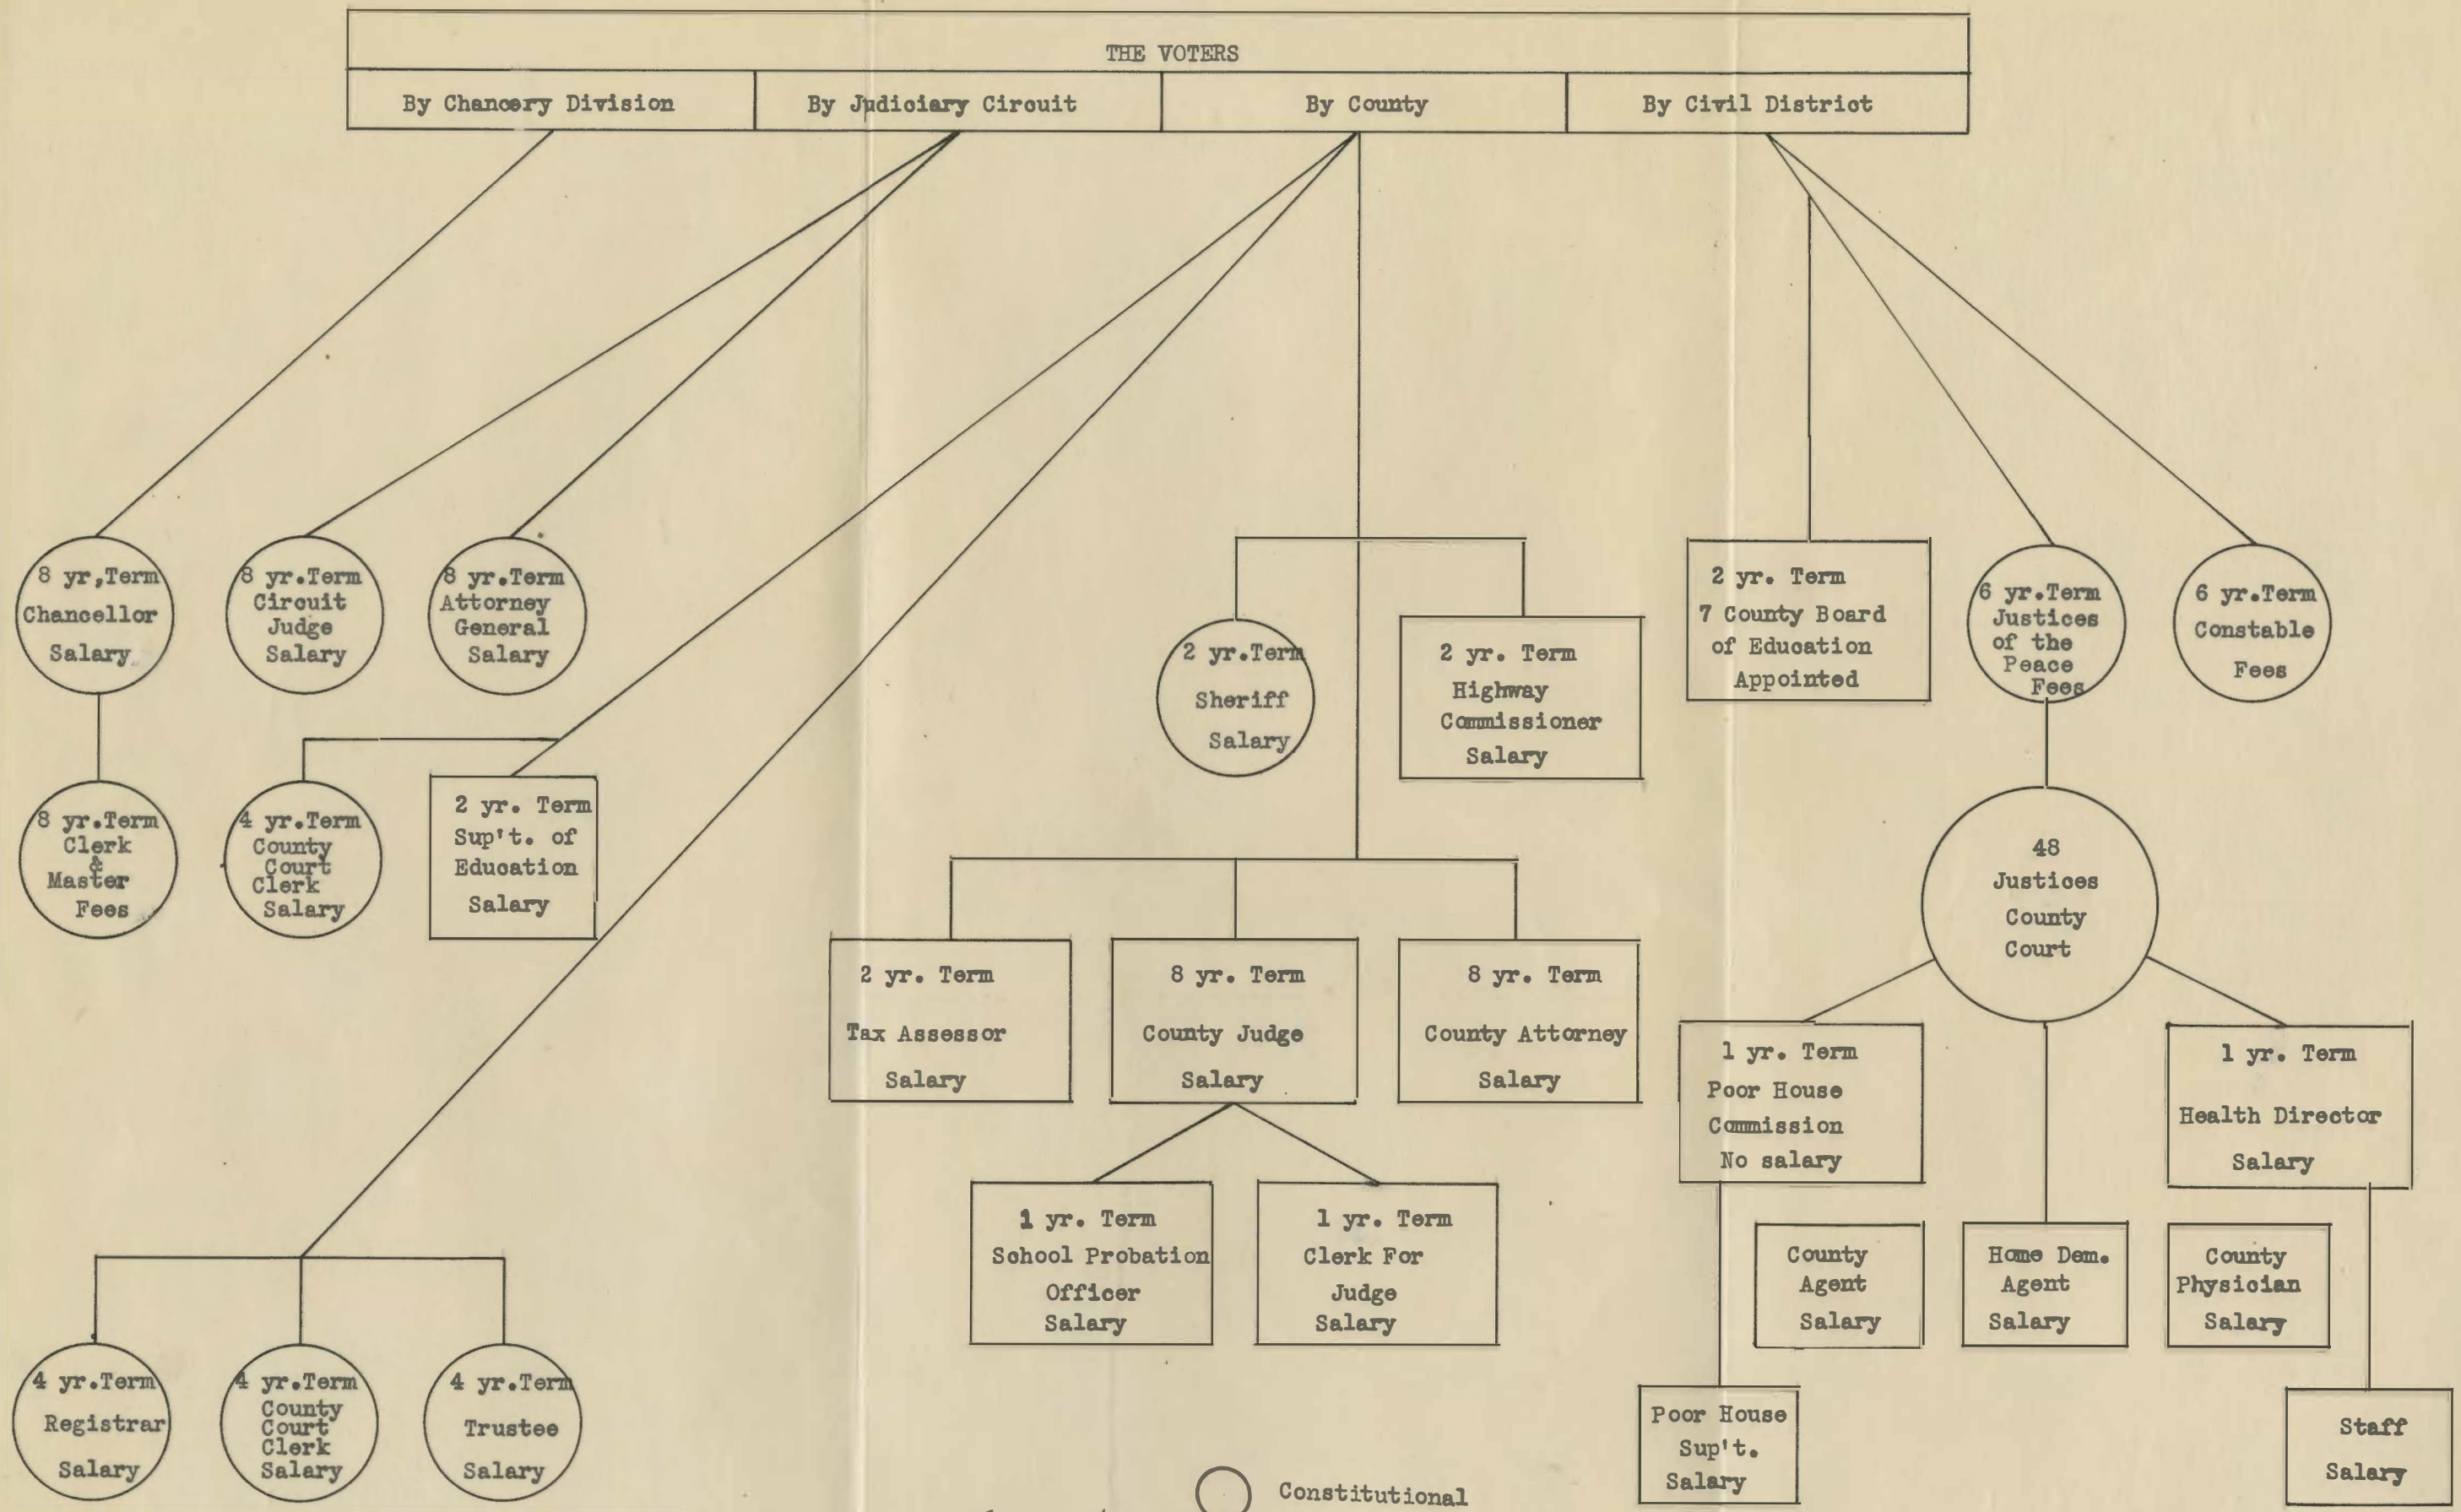 THE VOTERS
By Chancery Division
By Judiciary Circuit
By County
By Civil District
8 yr,Term
Chancellor
Salary
8 yr.Term
Circuit
Judge
Salary
8 yr.Term
Attorney
General
Salary
2 yr.Term
Sheriff
Salary
2 yr. Term
Highway
Commissioner
Salary
2 yr. Term
7 County Board
of Education
Appointed
6 yr.Term
Justices
of the
Peace
Fees
6 yr.Term
Constable
Fees
8 yr.Term
Clerk
&
Master
Fees
4 yr.Term
County
Court
Clerk
Salary
2 yr. Term
Sup't. of
Education
Salary
48
Justices
County
Court
2 yr. Term
Tax Assessor
Salary
8 yr. Term
County Judge
Salary
8 yr. Term
County Attorney
Salary
1 yr. Term
Poor House
Commission
No salary
1 yr. Term
Health Director
Salary
1 yr. Term
School Probation
Officer
Salary
1 yr. Term
Clerk For
Judge
Salary
County
Agent
Salary
Home Dem.
Agent
Salary
County
Physician
Salary
4 yr.Term
Registrar
Salary
4 yr.Term
County
Court
Clerk
Salary
4 yr.Term
Trustee
Salary
Poor House
Sup't.
Salary
Staff
Salary
Constitutional